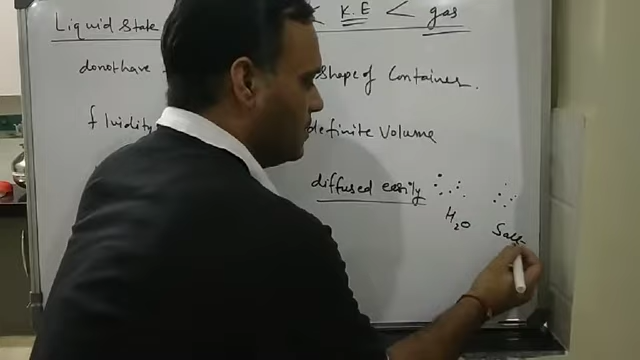 Liquid state < K.E < gas
donot have shape of Container.
fluidity definite Volume
diffused easily
H2O Salt